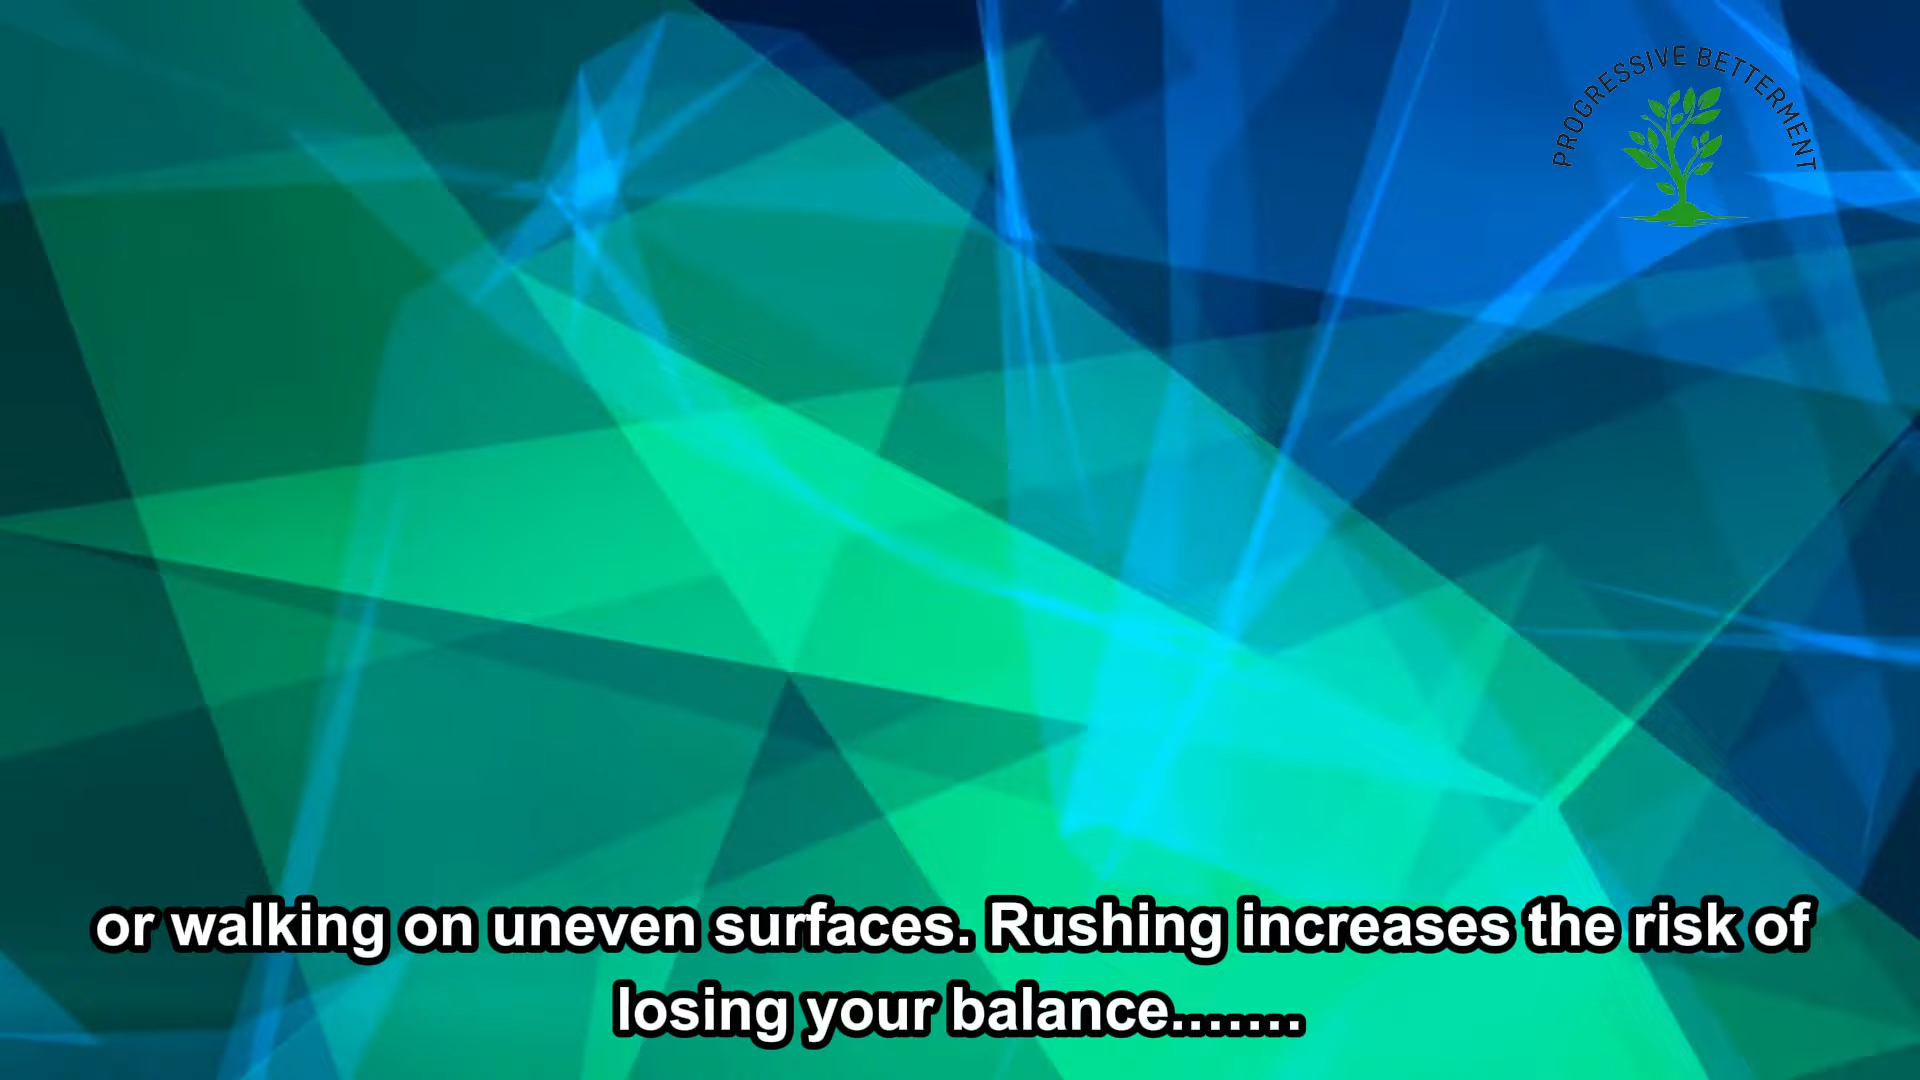 PROGRESSIVE BETTERMENT
or walking on uneven surfaces. Rushing increases the risk of
losing your balance.......